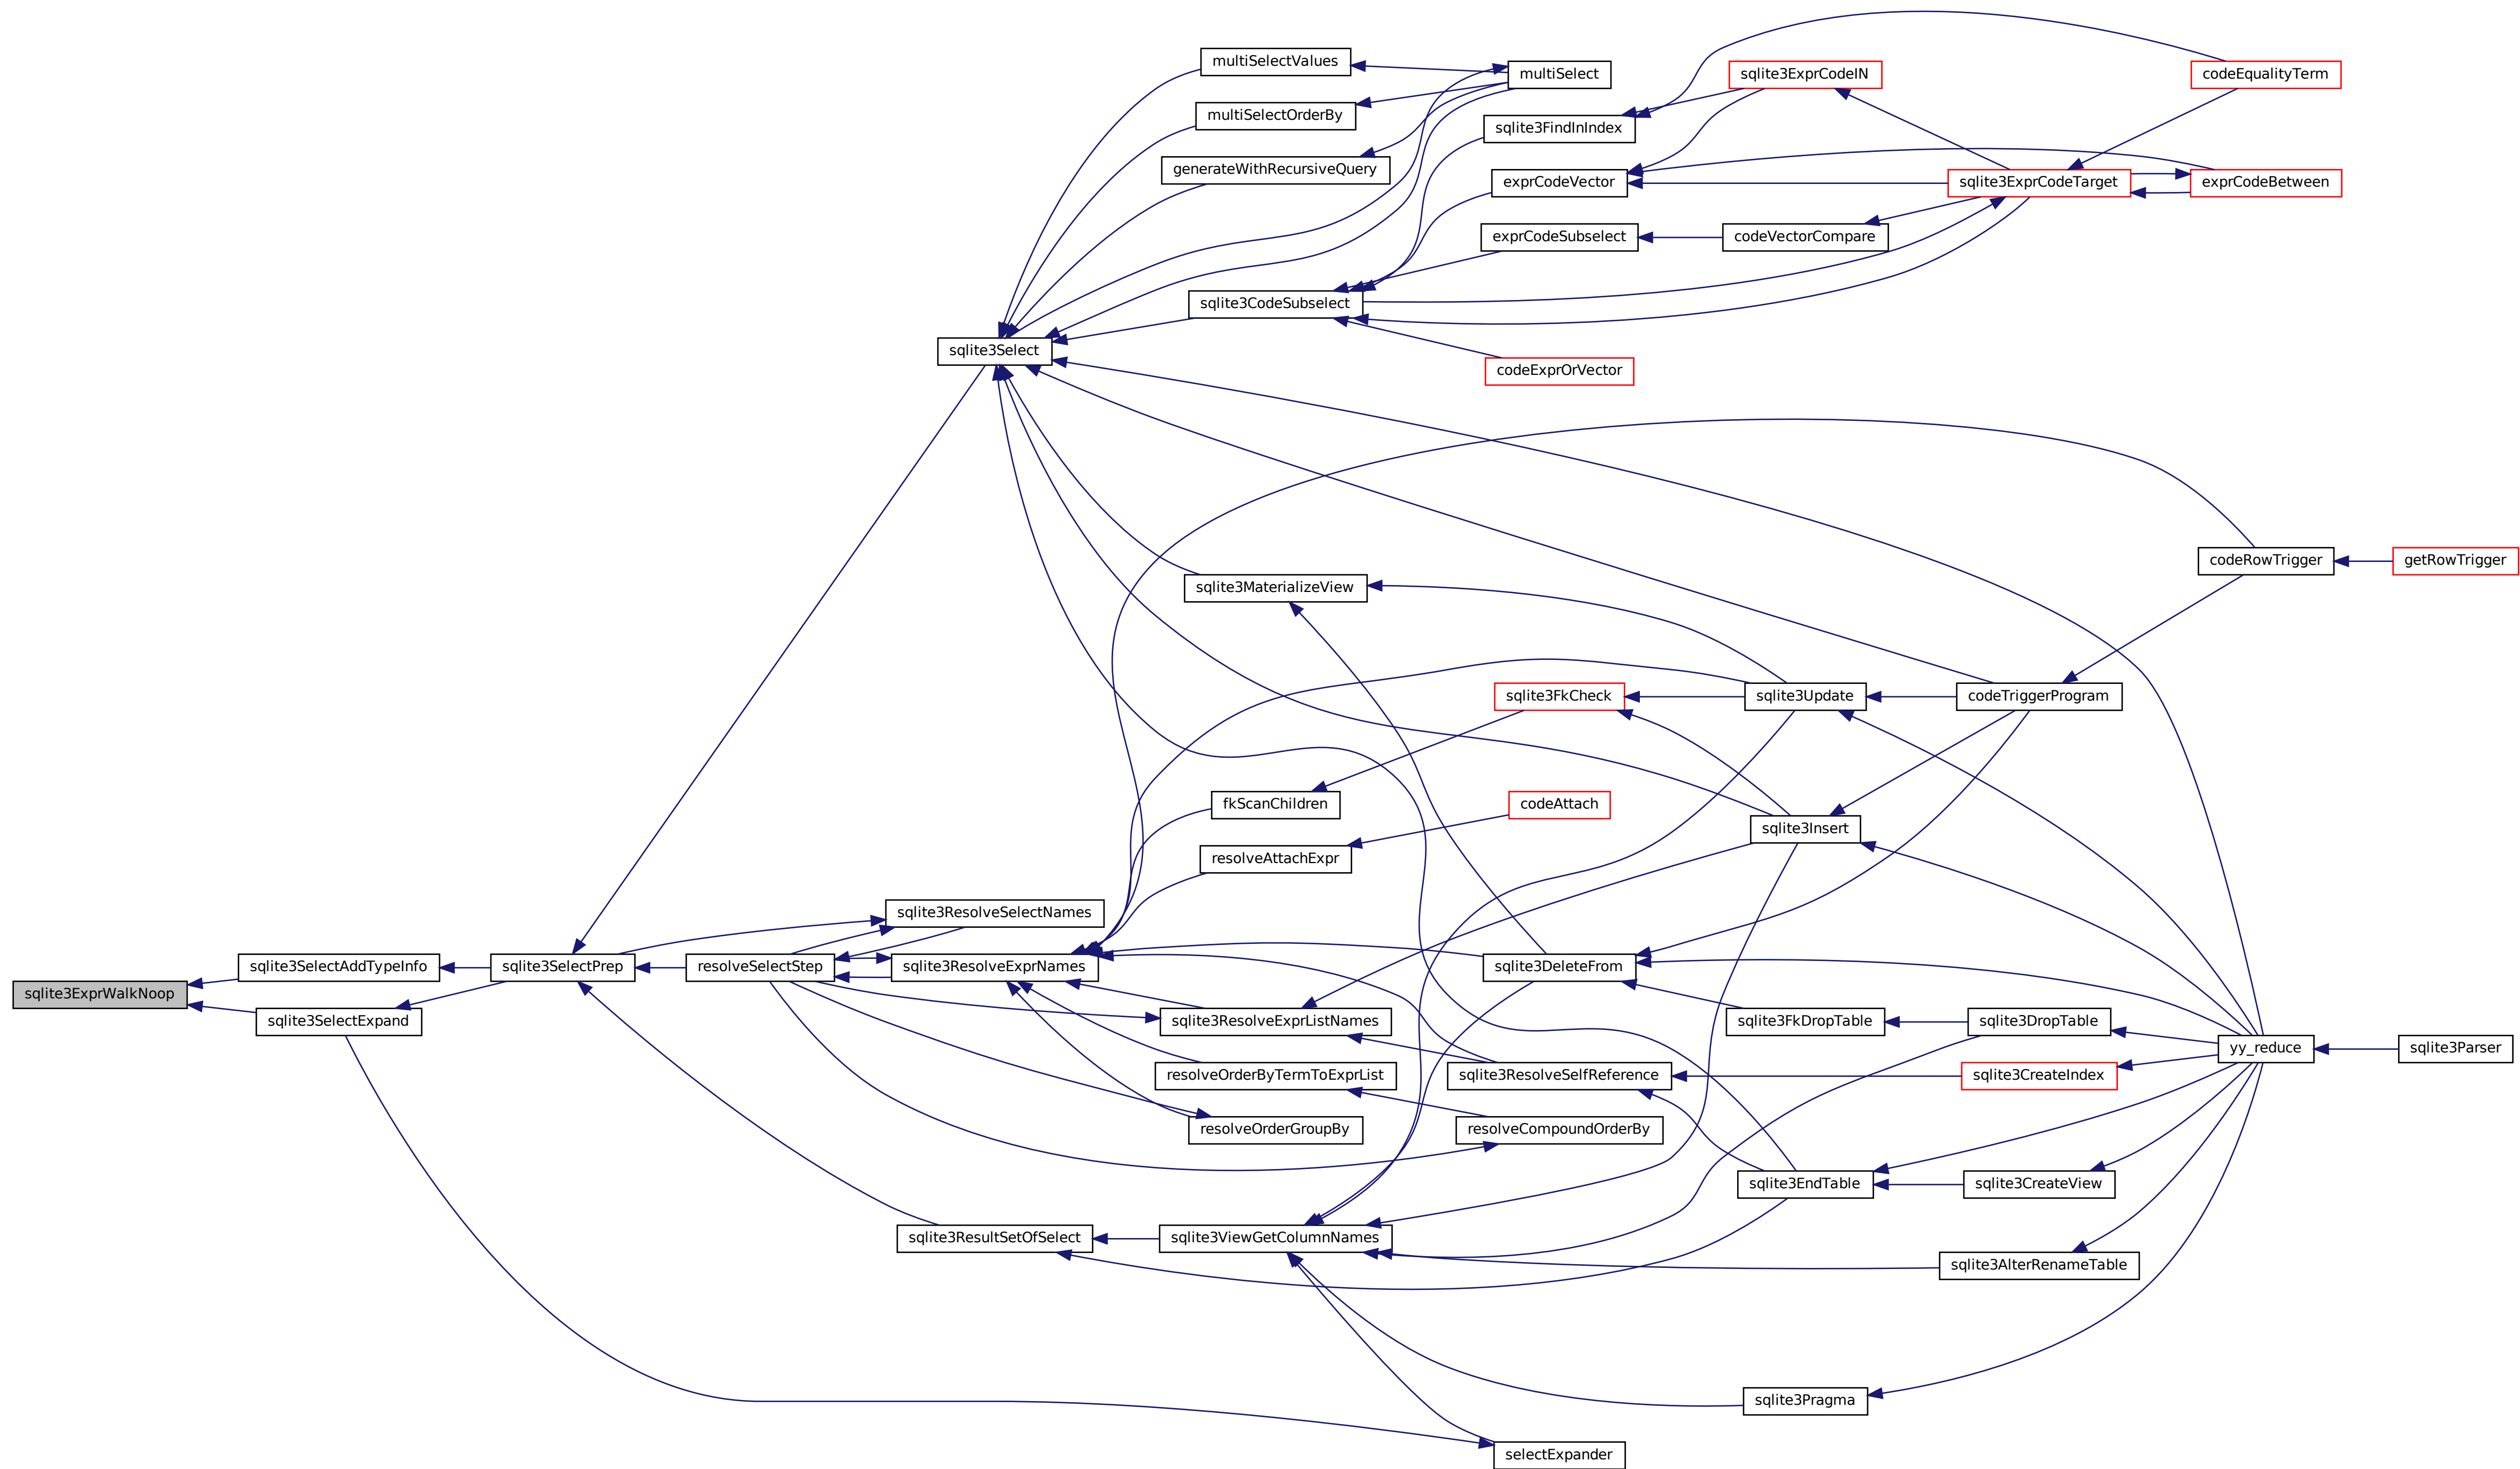 multiSelectValues
multiSelect
sqlite3ExprCodeIN
codeEqualityTerm
multiSelectOrderBy
sqlite3FindInIndex
generateWithRecursiveQuery
exprCodeVector
sqlite3ExprCodeTarget
exprCodeBetween
exprCodeSubselect
codeVectorCompare
sqlite3CodeSubselect
sqlite3Select
codeExprOrVector
codeRowTrigger
getRowTrigger
sqlite3MaterializeView
sqlite3FkCheck
sqlite3Update
codeTriggerProgram
fkScanChildren
codeAttach
sqlite3Insert
resolveAttachExpr
sqlite3ResolveSelectNames
sqlite3SelectAddTypeInfo
sqlite3SelectPrep
resolveSelectStep
sqlite3ResolveExprNames
sqlite3DeleteFrom
sqlite3ExprWalkNoop
sqlite3SelectExpand
sqlite3ResolveExprListNames
sqlite3FkDropTable
sqlite3DropTable
yy_reduce
sqlite3Parser
resolveOrderByTermToExprList
sqlite3ResolveSelfReference
sqlite3CreateIndex
resolveOrderGroupBy
resolveCompoundOrderBy
sqlite3EndTable
sqlite3CreateView
sqlite3ResultSetOfSelect
sqlite3ViewGetColumnNames
sqlite3AlterRenameTable
sqlite3Pragma
selectExpander